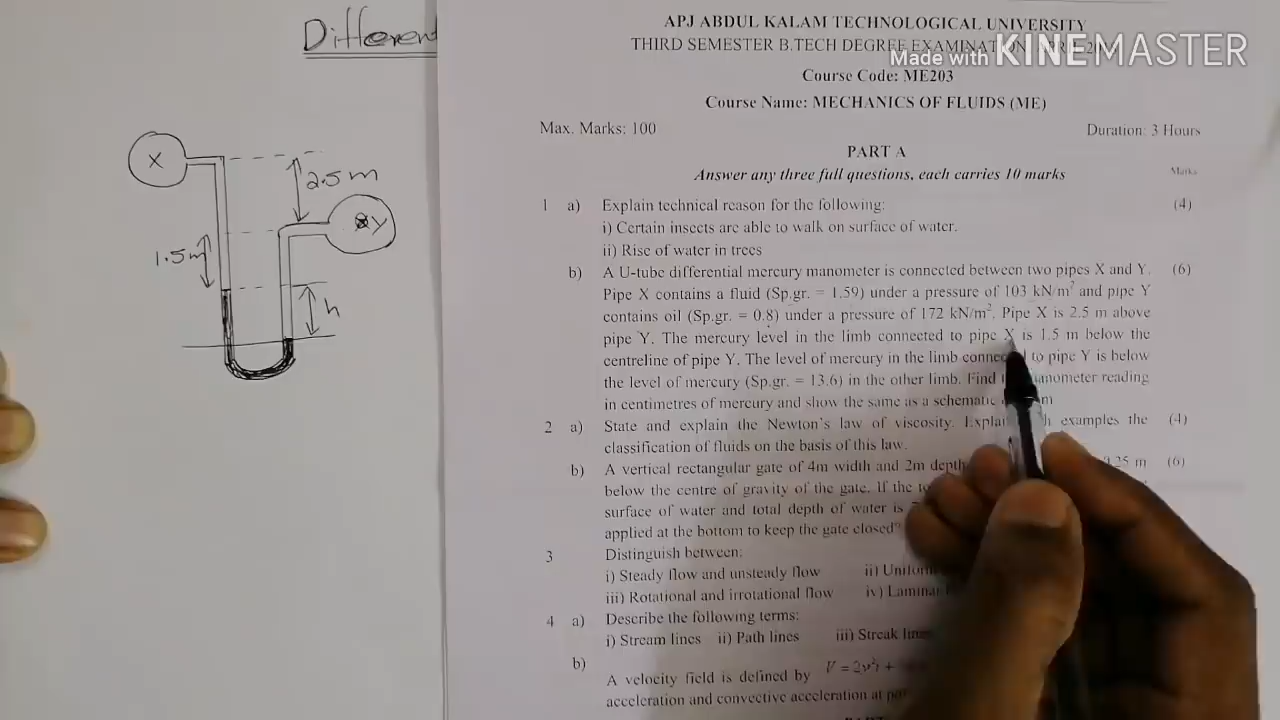 Different
X
2.5 m
Y
1.5m
h
Made with KINEMASTER
APJ ABDUL KALAM TECHNOLOGICAL UNIVERSITY
THIRD SEMESTER B.TECH DEGREE EXAMINATION
Course Code: ME203
Course Name: MECHANICS OF FLUIDS (ME)
Max. Marks: 100 Duration: 3 Hours
PART A
Answer any three full questions, each carries 10 marks Marks
1 a) Explain technical reason for the following: (4)
i) Certain insects are able to walk on surface of water.
ii) Rise of water in trees
b) A U-tube differential mercury manometer is connected between two pipes X and Y. (6)
Pipe X contains a fluid (Sp.gr. = 1.59) under a pressure of 103 kN/m² and pipe Y
contains oil (Sp.gr. = 0.8) under a pressure of 172 kN/m². Pipe X is 2.5 m above
pipe Y. The mercury level in the limb connected to pipe X is 1.5 m below the
centreline of pipe Y. The level of mercury in the limb connec to pipe Y is below
the level of mercury (Sp.gr. = 13.6) in the other limb. Find manometer reading
in centimetres of mercury and show the same as a schematic
2 a) State and explain the Newton's law of viscosity. Explai examples the (4)
classification of fluids on the basis of this law.
b) A vertical rectangular gate of 4m width and 2m depth 0.25 m (6)
below the centre of gravity of the gate. If the to
surface of water and total depth of water is
applied at the bottom to keep the gate closed
3 Distinguish between:
i) Steady flow and unsteady flow ii) Uniform
iii) Rotational and irrotational flow iv) Laminar
4 a) Describe the following terms:
i) Stream lines ii) Path lines iii) Streak lines
b) A velocity field is defined by
acceleration and convective acceleration at